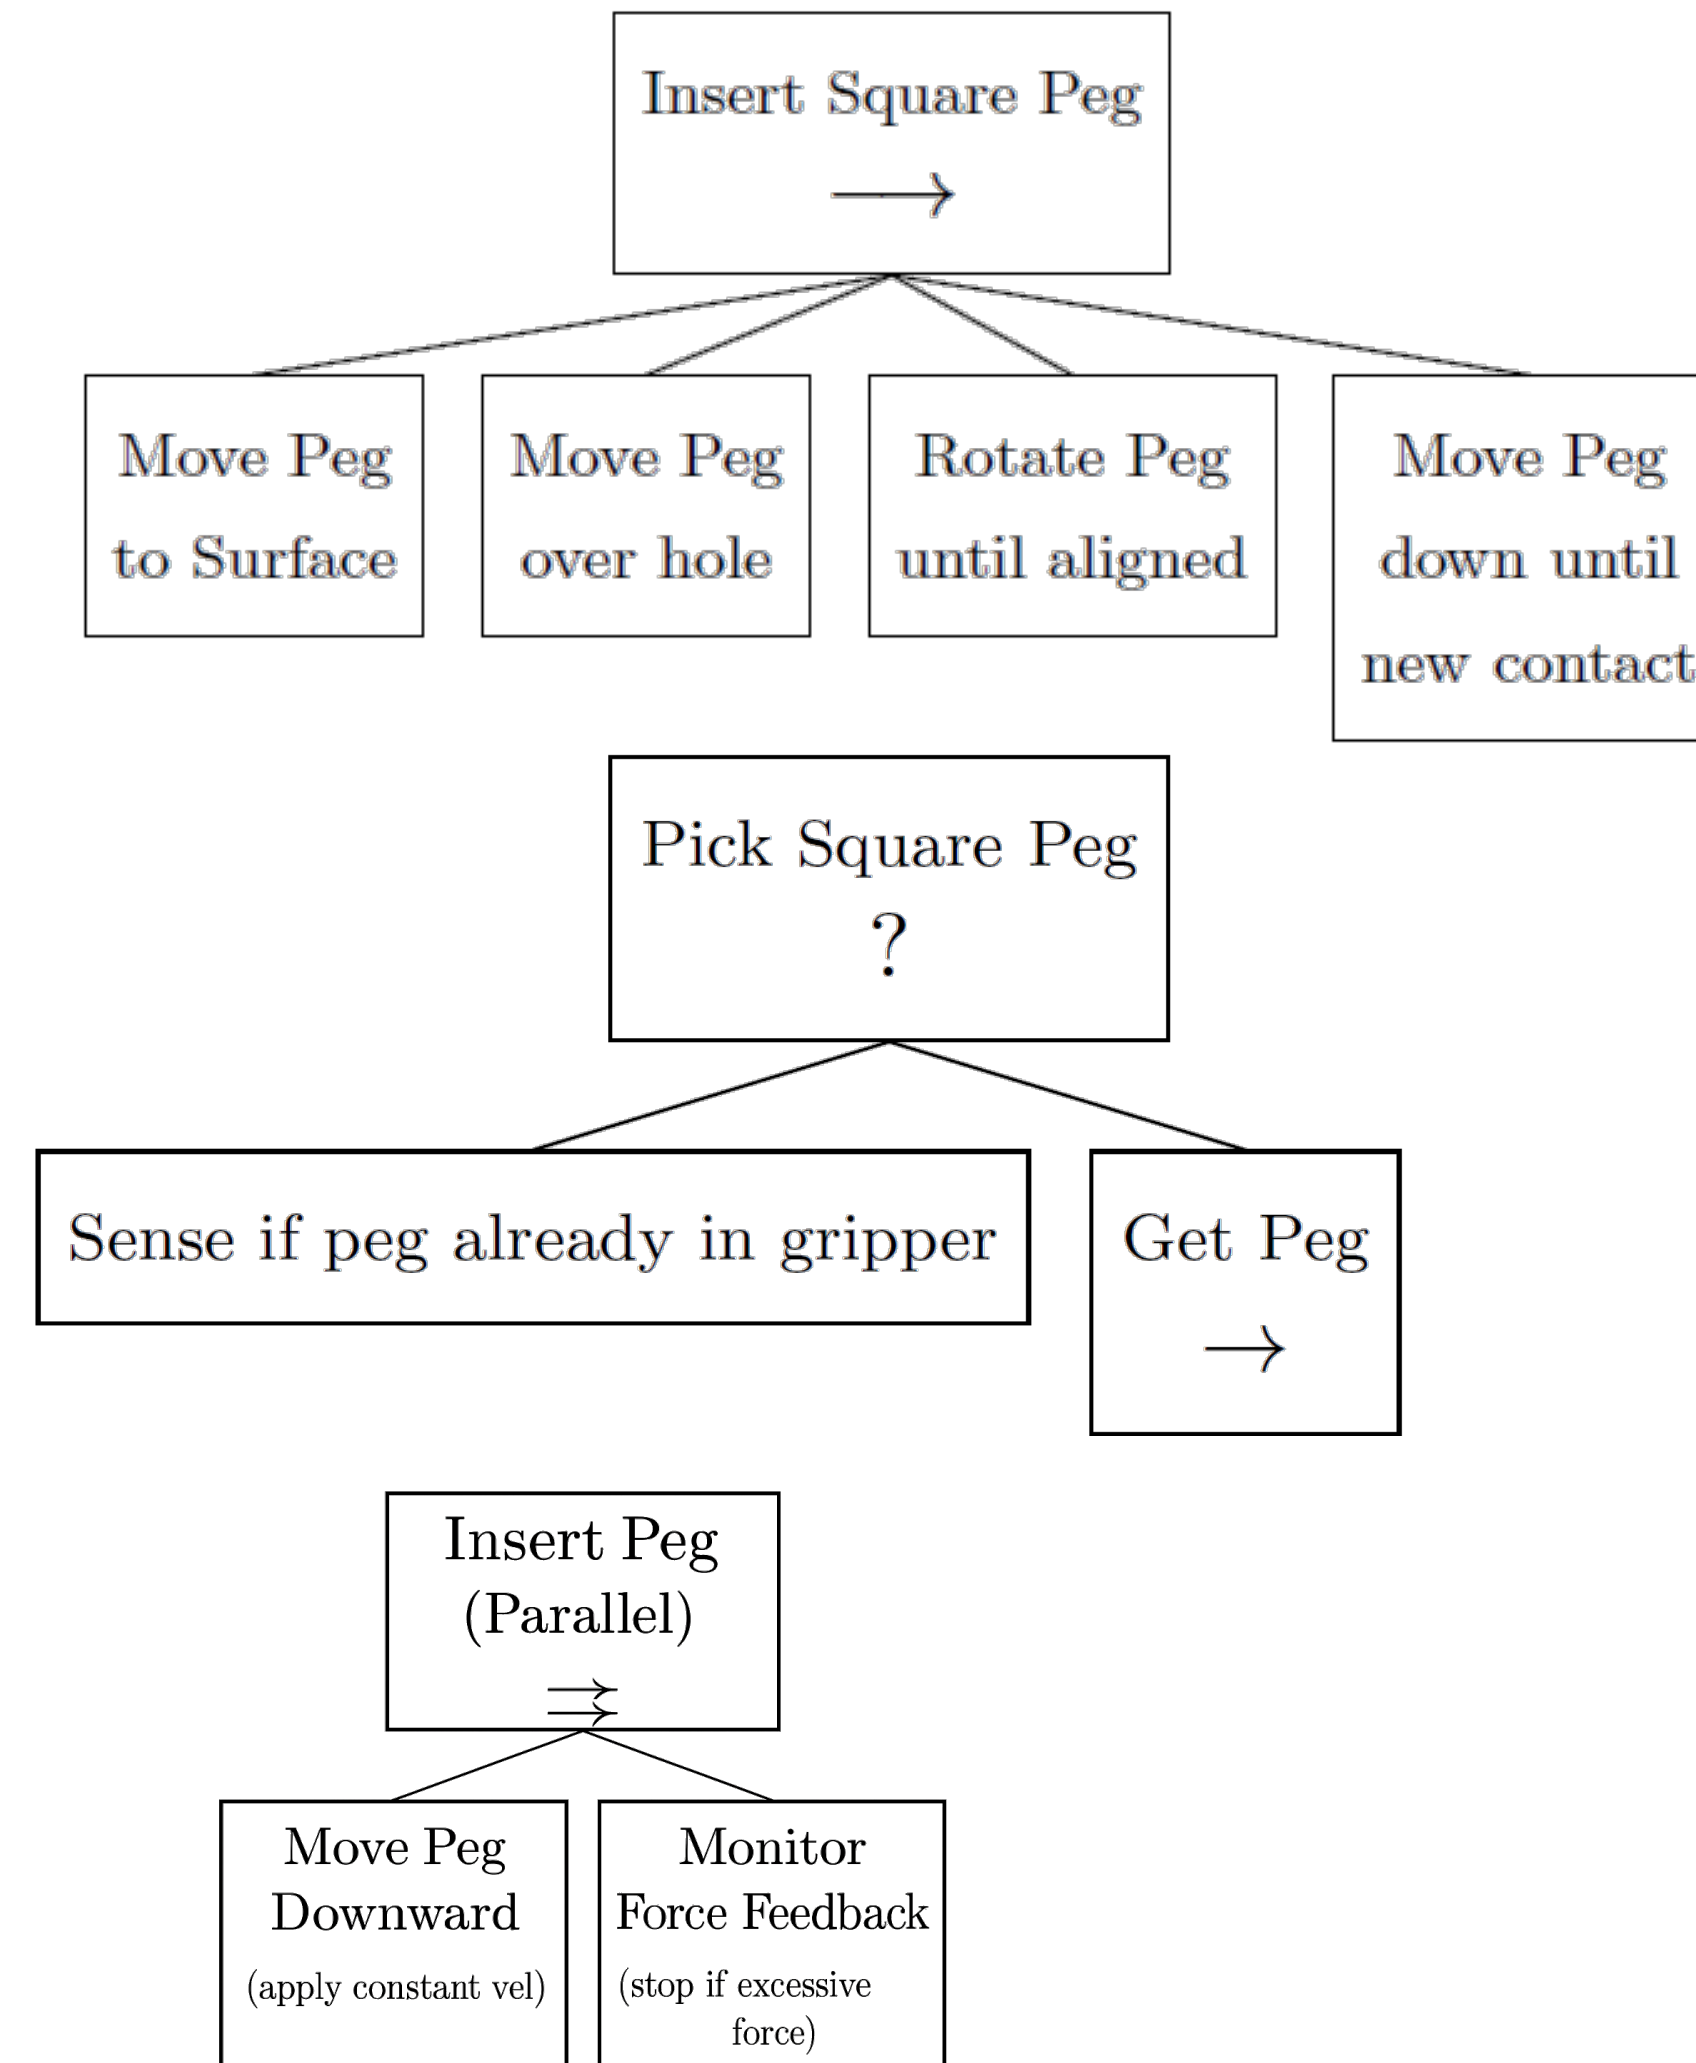 Insert Square Peg
⟶
Move Peg
to Surface
Move Peg
over hole
Rotate Peg
until aligned
Move Peg
down until
new contact
Pick Square Peg
?
Sense if peg already in gripper
Get Peg
→
Insert Peg
(Parallel)
⇉
Move Peg
Downward
(apply constant vel)
Monitor
Force Feedback
(stop if excessive
force)